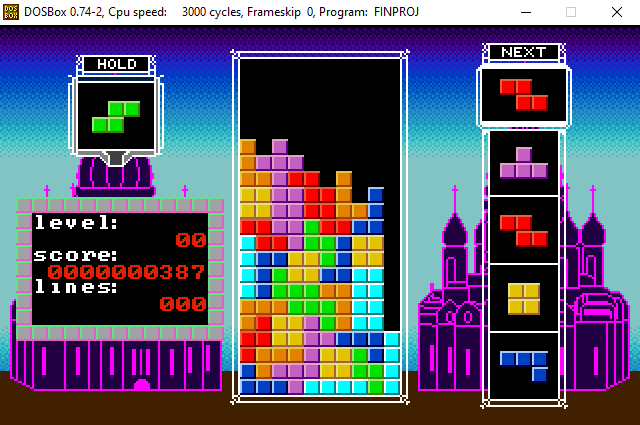 DOSBox 0.74-2, Cpu speed: 3000 cycles, Frameskip 0, Program: FINPROJ
HOLD
NEXT
level:
00
score:
0000000387
lines:
000